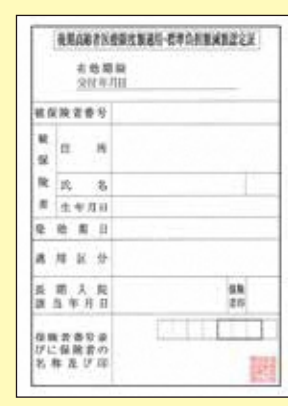 後期高齢者医療限度額適用・標準負担額減額認定証
有効期限
交付年月日
被保険者番号
被保険者
住所
氏名
生年月日
発効期日
適用区分
長期入院
該当年月日
保険
者印
保険者番号並
びに保険者の
名称及び印